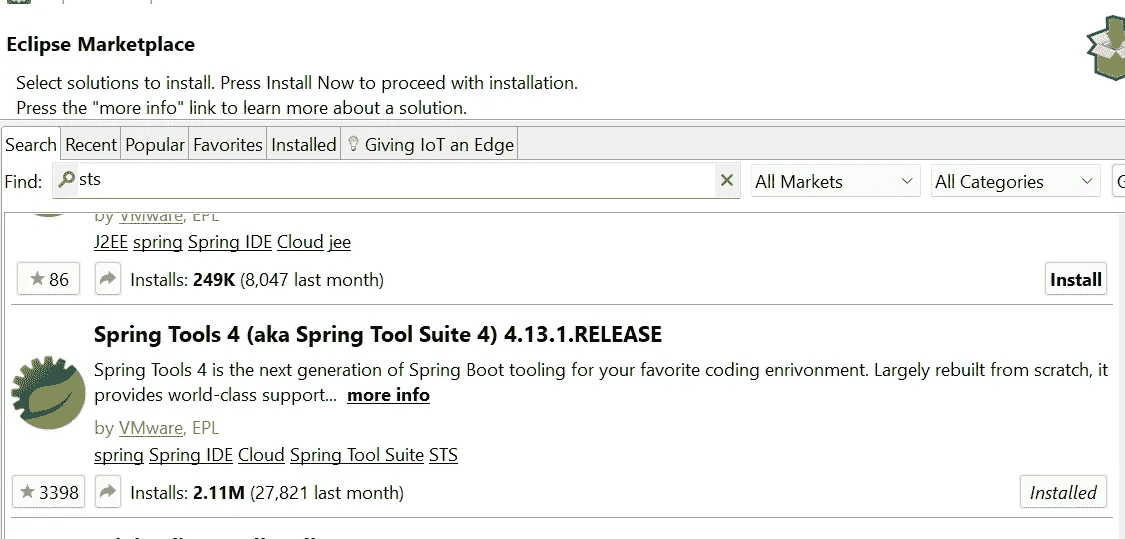 Eclipse Marketplace
Select solutions to install. Press Install Now to proceed with installation.
Press the "more info" link to learn more about a solution.
Search Recent Popular Favorites Installed Giving IoT an Edge
Find: sts All Markets All Categories
by VMware, EPL
J2EE spring Spring IDE Cloud jee
86 Installs: 249K (8,047 last month) Install
Spring Tools 4 (aka Spring Tool Suite 4) 4.13.1.RELEASE
Spring Tools 4 is the next generation of Spring Boot tooling for your favorite coding enrivonment. Largely rebuilt from scratch, it
provides world-class support... more info
by VMware, EPL
spring Spring IDE Cloud Spring Tool Suite STS
3398 Installs: 2.11M (27,821 last month) Installed